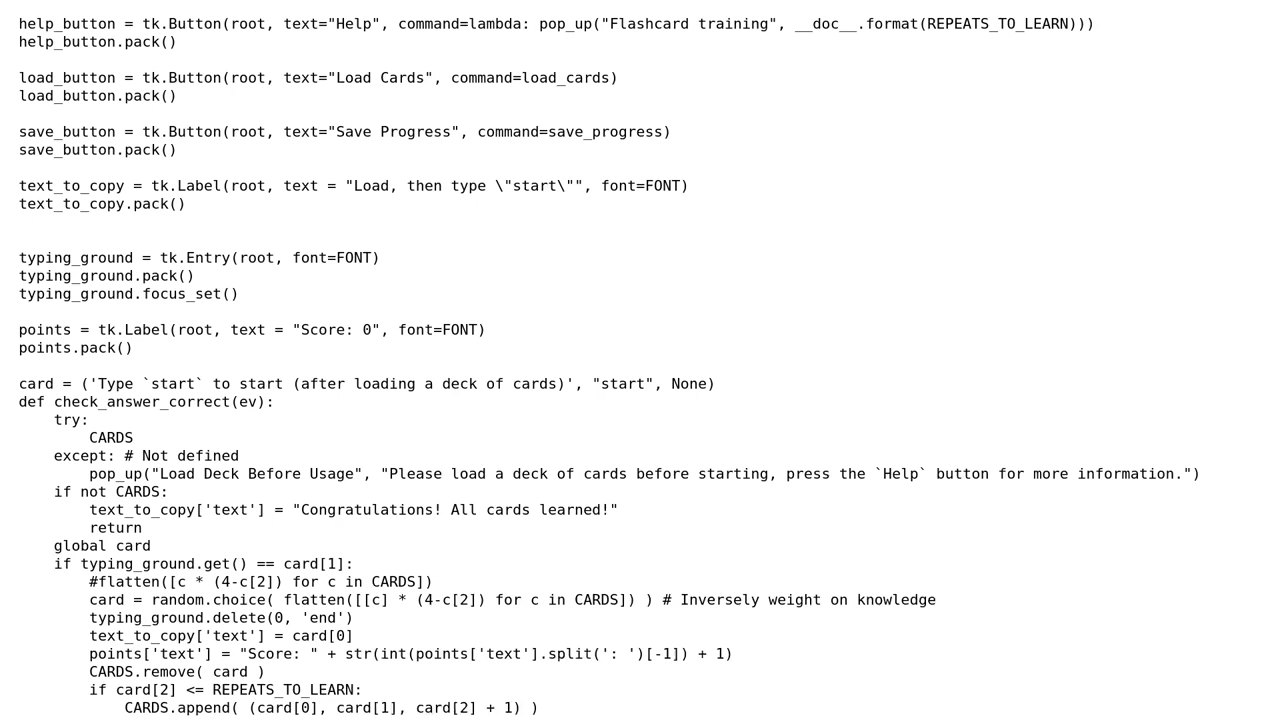 help_button = tk.Button(root, text="Help", command=lambda: pop_up("Flashcard training", __doc__.format(REPEATS_TO_LEARN)))
help_button.pack()

load_button = tk.Button(root, text="Load Cards", command=load_cards)
load_button.pack()

save_button = tk.Button(root, text="Save Progress", command=save_progress)
save_button.pack()

text_to_copy = tk.Label(root, text = "Load, then type \"start\"", font=FONT)
text_to_copy.pack()


typing_ground = tk.Entry(root, font=FONT)
typing_ground.pack()
typing_ground.focus_set()

points = tk.Label(root, text = "Score: 0", font=FONT)
points.pack()

card = ('Type `start` to start (after loading a deck of cards)', "start", None)
def check_answer_correct(ev):
    try:
        CARDS
    except: # Not defined
        pop_up("Load Deck Before Usage", "Please load a deck of cards before starting, press the `Help` button for more information.")
    if not CARDS:
        text_to_copy['text'] = "Congratulations! All cards learned!"
        return
    global card
    if typing_ground.get() == card[1]:
        #flatten([c * (4-c[2]) for c in CARDS])
        card = random.choice( flatten([[c] * (4-c[2]) for c in CARDS]) ) # Inversely weight on knowledge
        typing_ground.delete(0, 'end')
        text_to_copy['text'] = card[0]
        points['text'] = "Score: " + str(int(points['text'].split(': ')[-1]) + 1)
        CARDS.remove( card )
        if card[2] <= REPEATS_TO_LEARN:
            CARDS.append( (card[0], card[1], card[2] + 1) )